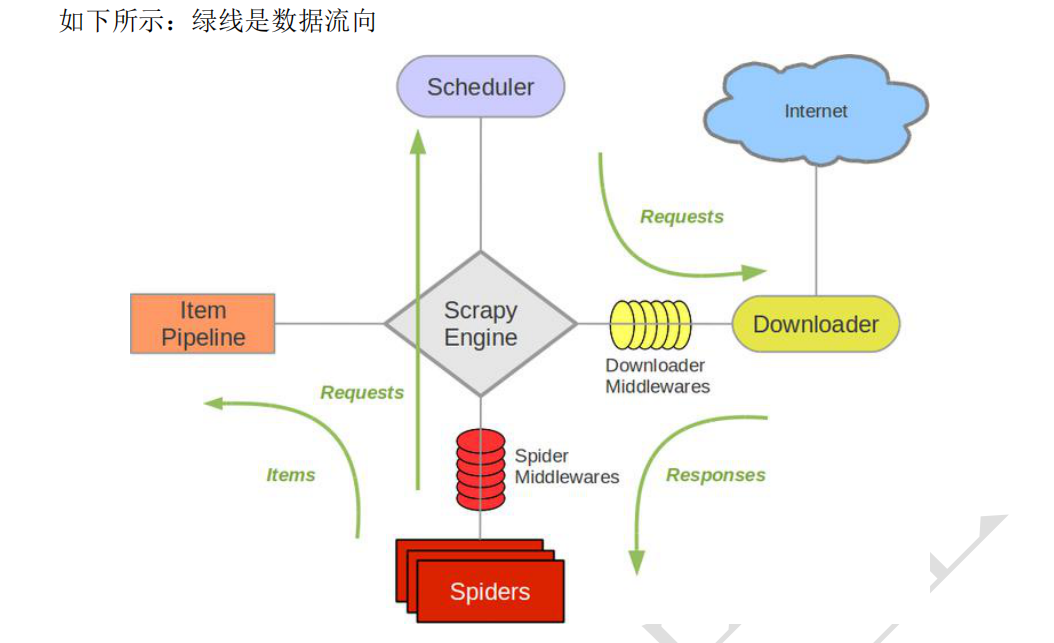 如下所示：绿线是数据流向
Scheduler
Internet
Requests
Item
Pipeline
Scrapy
Engine
Downloader
Downloader
Middlewares
Requests
Items
Spider
Middlewares
Responses
Spiders